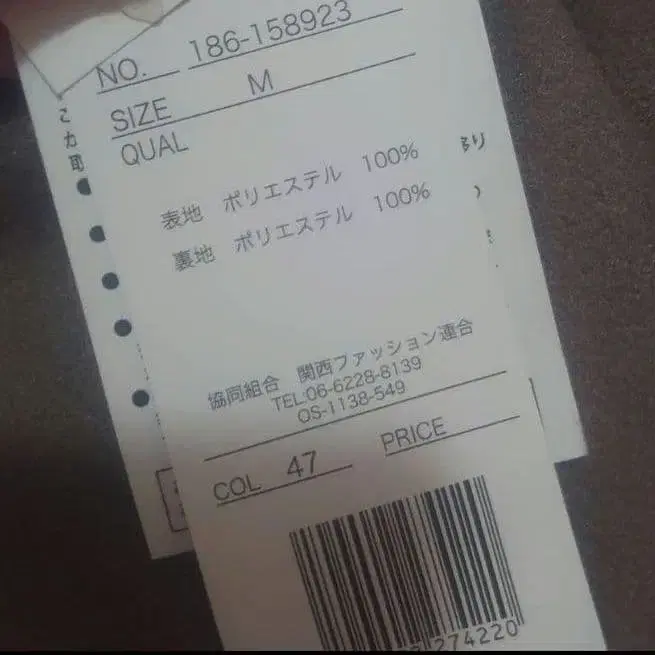 NO. 186-158923
SIZE M
QUAL
表地 ポリエステル 100%
裏地 ポリエステル 100%
協同組合 関西ファッション連合
TEL:06-6228-8139
OS-1138-549
COL 47 PRICE
274220